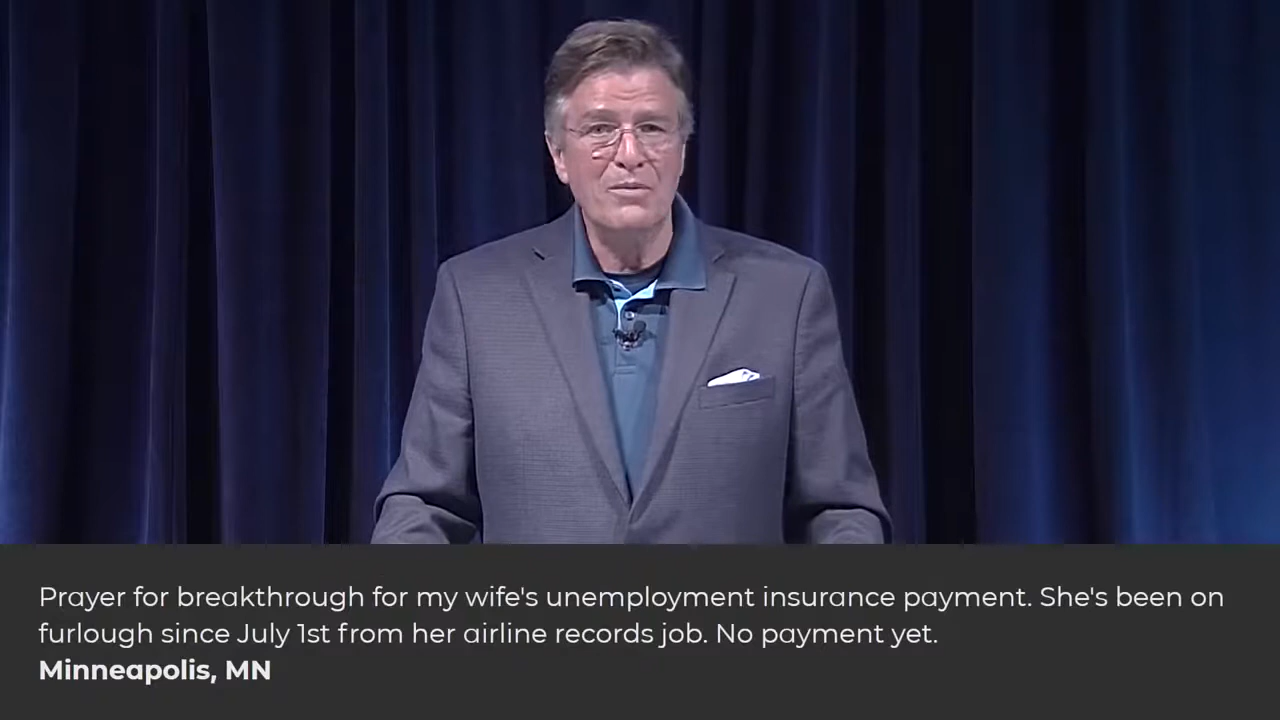 Prayer for breakthrough for my wife's unemployment insurance payment. She's been on
furlough since July 1st from her airline records job. No payment yet.
Minneapolis, MN